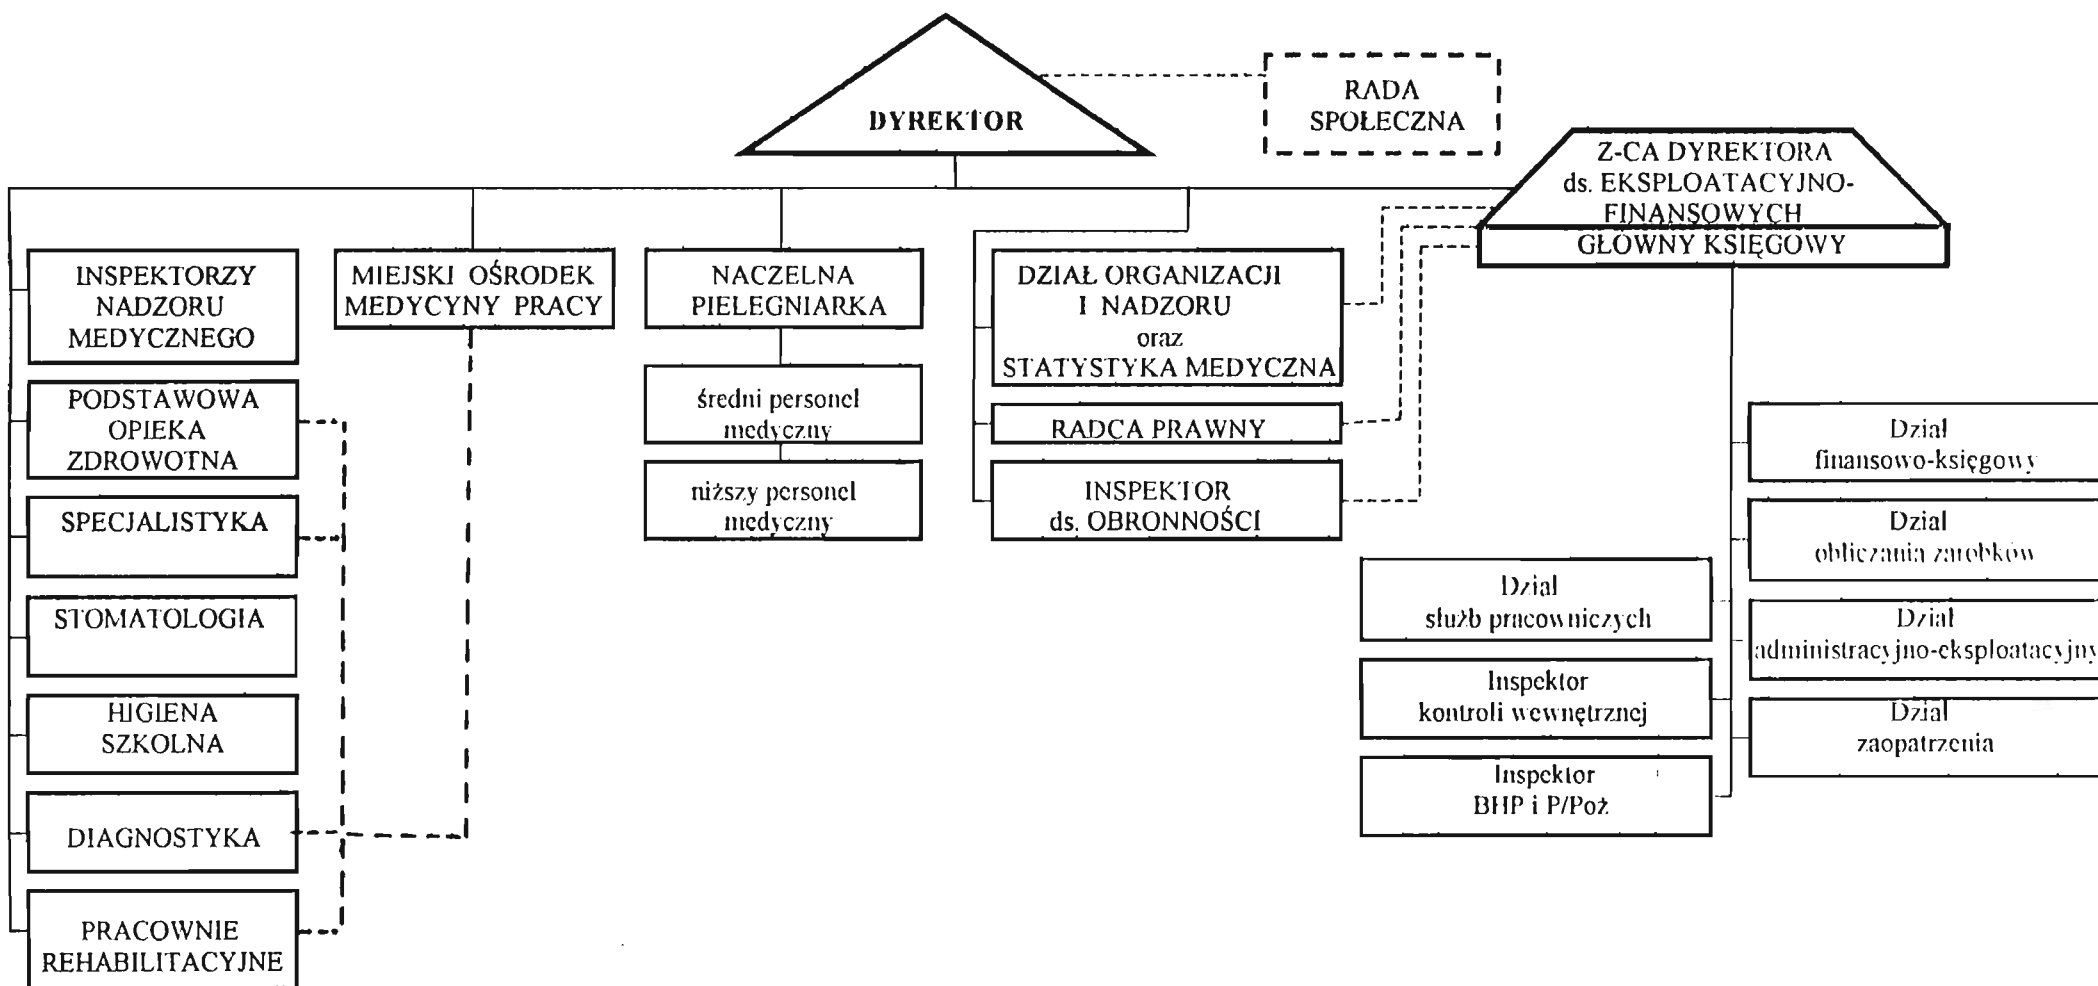 DYREKTOR
RADA
SPOŁECZNA
Z-CA DYREKTORA
ds. EKSPLOATACYJNO-
FINANSOWYCH
GŁÓWNY KSIĘGOWY
INSPEKTORZY
NADZORU
MEDYCZNEGO
PODSTAWOWA
OPIEKA
ZDROWOTNA
SPECJALISTYKA
STOMATOLOGIA
HIGIENA
SZKOLNA
DIAGNOSTYKA
PRACOWNIE
REHABILITACYJNE
MIEJSKI OŚRODEK
MEDYCYNY PRACY
NACZELNA
PIELEGNIARKA
średni personel
medyczny
niższy personel
medyczny
DZIAŁ ORGANIZACJI
I NADZORU
oraz
STATYSTYKA MEDYCZNA
RADCA PRAWNY
INSPEKTOR
ds. OBRONNOŚCI
Dział
służb pracowniczych
Inspektor
kontroli wewnętrznej
Inspektor
BHP i P/Poż
Dział
finansowo-księgowy
Dział
obliczania zarobków
Dział
administracyjno-eksploatacyjny
Dział
zaopatrzenia